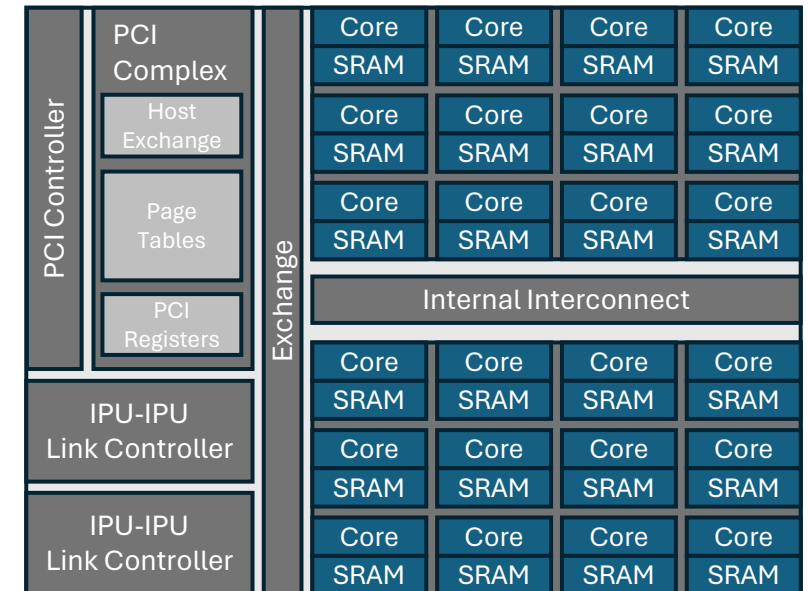 PCI Controller
PCI
Complex
Host
Exchange
Page
Tables
PCI
Registers
IPU-IPU
Link Controller
IPU-IPU
Link Controller
Exchange
Core Core Core Core
SRAM SRAM SRAM SRAM
Core Core Core Core
SRAM SRAM SRAM SRAM
Core Core Core Core
SRAM SRAM SRAM SRAM
Internal Interconnect
Core Core Core Core
SRAM SRAM SRAM SRAM
Core Core Core Core
SRAM SRAM SRAM SRAM
Core Core Core Core
SRAM SRAM SRAM SRAM